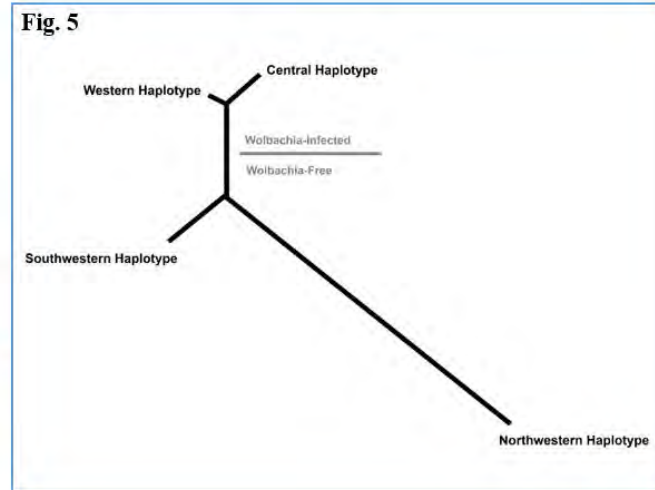 Fig. 5
Central Haplotype
Western Haplotype
Wolbachia-Infected
Wolbachia-Free
Southwestern Haplotype
Northwestern Haplotype